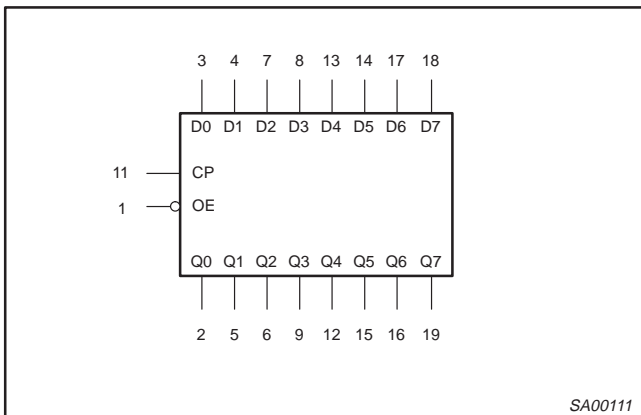 3 4 7 8 13 14 17 18
D0 D1 D2 D3 D4 D5 D6 D7
11 CP
1 OE
Q0 Q1 Q2 Q3 Q4 Q5 Q6 Q7
2 5 6 9 12 15 16 19
SA00111